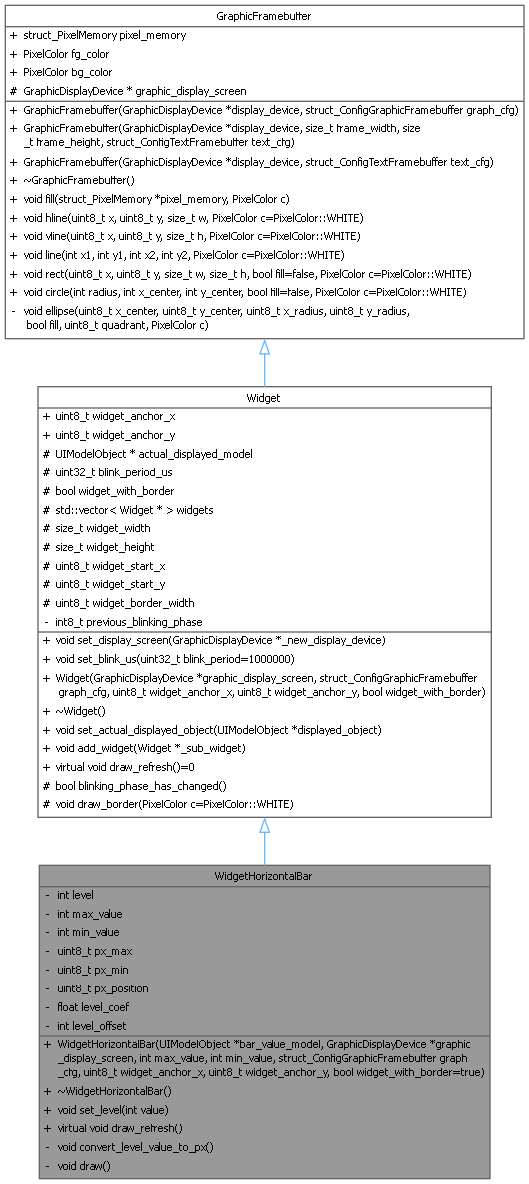 GraphicFramebuffer
+ struct_PixelMemory pixel_memory
+ PixelColor fg_color
+ PixelColor bg_color
# GraphicDisplayDevice * graphic_display_screen
+ GraphicFramebuffer(GraphicDisplayDevice *display_device, struct_ConfigGraphicFramebuffer graph_cfg)
+ GraphicFramebuffer(GraphicDisplayDevice *display_device, size_t frame_width, size
_t frame_height, struct_ConfigTextFramebuffer text_cfg)
+ GraphicFramebuffer(GraphicDisplayDevice *display_device, struct_ConfigTextFramebuffer text_cfg)
+ ~GraphicFramebuffer()
+ void fill(struct_PixelMemory *pixel_memory, PixelColor c)
+ void hline(uint8_t x, uint8_t y, size_t w, PixelColor c=PixelColor::WHITE)
+ void vline(uint8_t x, uint8_t y, size_t h, PixelColor c=PixelColor::WHITE)
+ void line(int x1, int y1, int x2, int y2, PixelColor c=PixelColor::WHITE)
+ void rect(uint8_t x, uint8_t y, size_t w, size_t h, bool fill=false, PixelColor c=PixelColor::WHITE)
+ void circle(int radius, int x_center, int y_center, bool fill=false, PixelColor c=PixelColor::WHITE)
- void ellipse(uint8_t x_center, uint8_t y_center, uint8_t x_radius, uint8_t y_radius,
bool fill, uint8_t quadrant, PixelColor c)
Widget
+ uint8_t widget_anchor_x
+ uint8_t widget_anchor_y
# UIModelObject * actual_displayed_model
# uint32_t blink_period_us
# bool widget_with_border
# std::vector< Widget * > widgets
# size_t widget_width
# size_t widget_height
# uint8_t widget_start_x
# uint8_t widget_start_y
# uint8_t widget_border_width
- int8_t previous_blinking_phase
+ void set_display_screen(GraphicDisplayDevice *_new_display_device)
+ void set_blink_us(uint32_t blink_period=1000000)
+ Widget(GraphicDisplayDevice *graphic_display_screen, struct_ConfigGraphicFramebuffer
graph_cfg, uint8_t widget_anchor_x, uint8_t widget_anchor_y, bool widget_with_border)
+ ~Widget()
+ void set_actual_displayed_object(UIModelObject *displayed_object)
+ void add_widget(Widget *_sub_widget)
+ virtual void draw_refresh()=0
# bool blinking_phase_has_changed()
# void draw_border(PixelColor c=PixelColor::WHITE)
WidgetHorizontalBar
- int level
- int max_value
- int min_value
- uint8_t px_max
- uint8_t px_min
- uint8_t px_position
- float level_coef
- int level_offset
+ WidgetHorizontalBar(UIModelObject *bar_value_model, GraphicDisplayDevice *graphic
_display_screen, int max_value, int min_value, struct_ConfigGraphicFramebuffer graph
_cfg, uint8_t widget_anchor_x, uint8_t widget_anchor_y, bool widget_with_border=true)
+ ~WidgetHorizontalBar()
+ void set_level(int value)
+ virtual void draw_refresh()
- void convert_level_value_to_px()
- void draw()